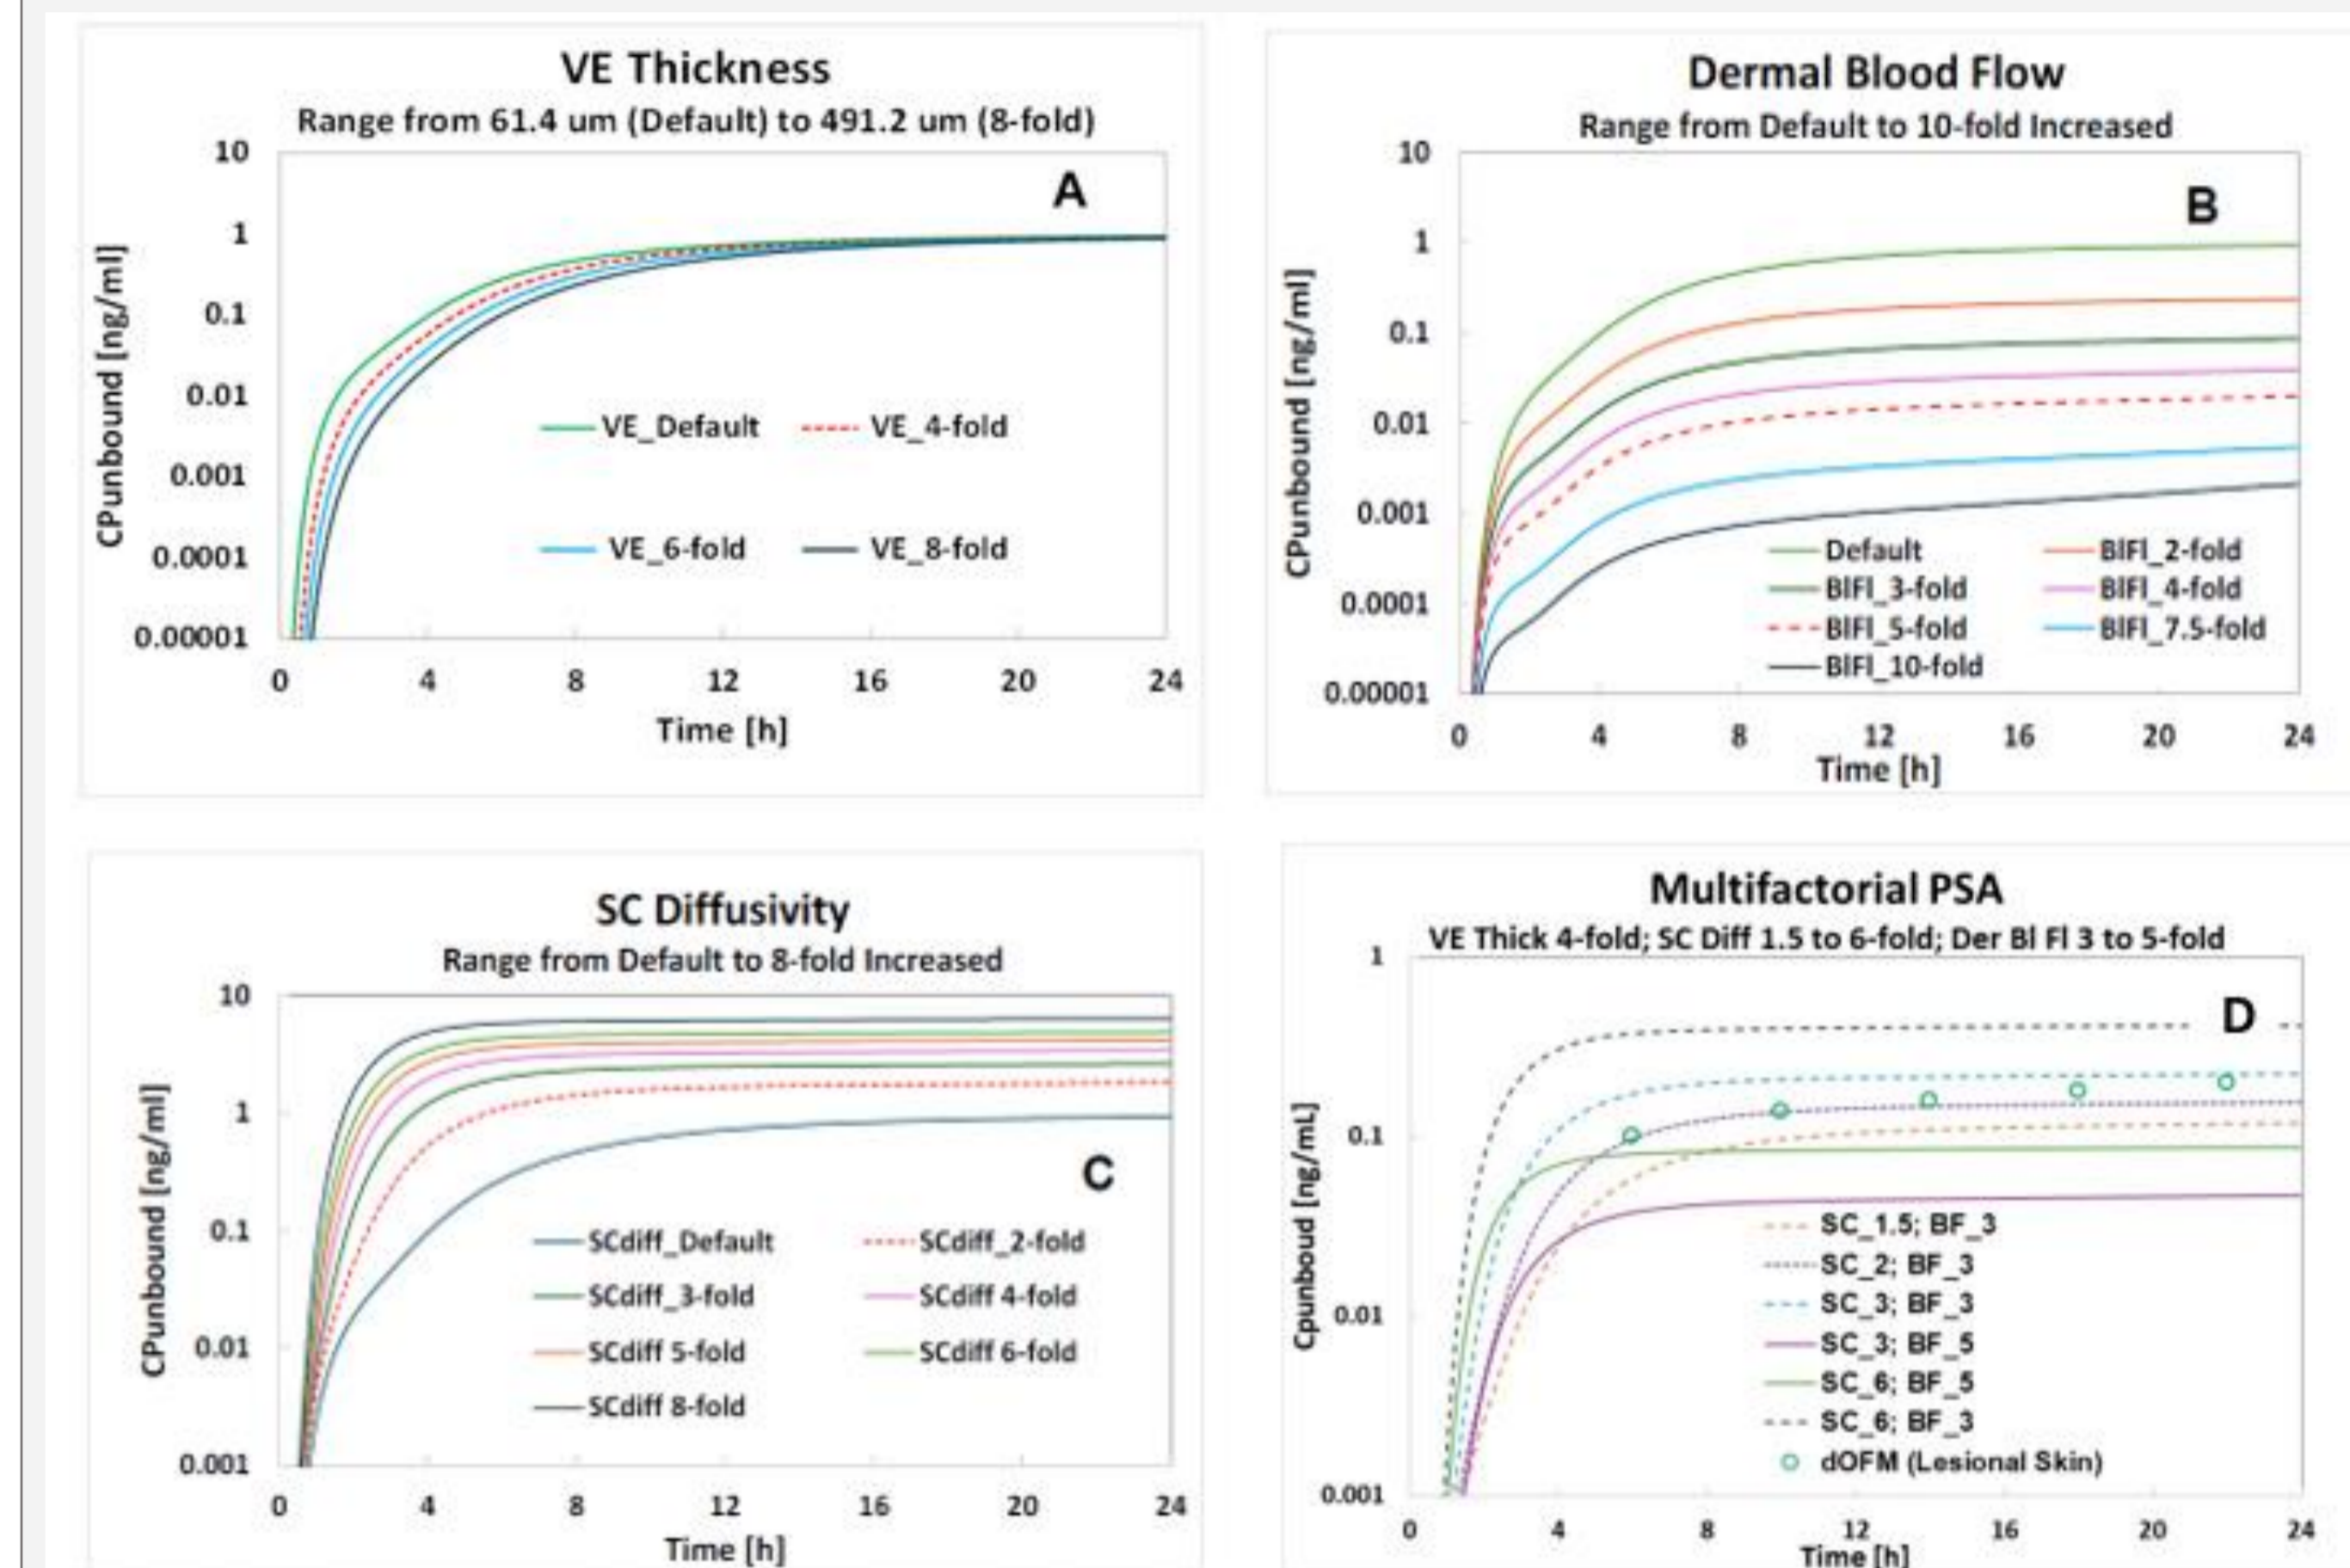 VE Thickness
Range from 61.4 um (Default) to 491.2 um (8-fold)
A
CPunbound [ng/ml]
10
1
0.1
0.01
0.001
0.0001
0.00001
VE_Default VE_4-fold
VE_6-fold VE_8-fold
0 4 8 12 16 20 24
Time [h]
Dermal Blood Flow
Range from Default to 10-fold Increased
B
CPunbound [ng/ml]
10
1
0.1
0.01
0.001
0.0001
0.00001
Default BlFl_2-fold
BlFl_3-fold BlFl_4-fold
BlFl_5-fold BlFl_7.5-fold
BlFl_10-fold
0 4 8 12 16 20 24
Time [h]
SC Diffusivity
Range from Default to 8-fold Increased
C
CPunbound [ng/ml]
10
1
0.1
0.01
0.001
SCdiff_Default SCdiff_2-fold
SCdiff_3-fold SCdiff 4-fold
SCdiff 5-fold SCdiff 6-fold
SCdiff 8-fold
0 4 8 12 16 20 24
Time [h]
Multifactorial PSA
VE Thick 4-fold; SC Diff 1.5 to 6-fold; Der Bl Fl 3 to 5-fold
D
Cpunboud [ng/mL]
1
0.1
0.01
0.001
SC_1.5; BF_3
SC_2; BF_3
SC_3; BF_3
SC_3; BF_5
SC_6; BF_5
SC_6; BF_3
dOFM (Lesional Skin)
0 4 8 12 16 20 24
Time [h]